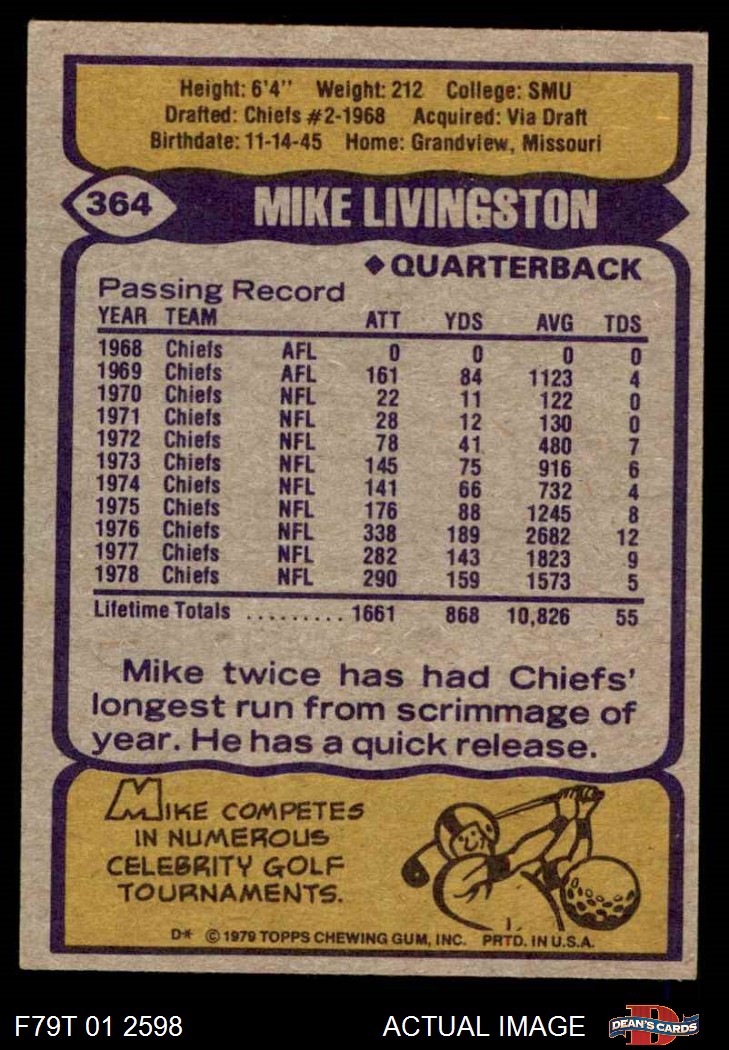 Height: 6'4" Weight: 212 College: SMU
Drafted: Chiefs #2-1968 Acquired: Via Draft
Birthdate: 11-14-45 Home: Grandview, Missouri
364 MIKE LIVINGSTON
◆ QUARTERBACK
Passing Record
YEAR TEAM ATT YDS AVG TDS
1968 Chiefs AFL 0 0 0 0
1969 Chiefs AFL 161 84 1123 4
1970 Chiefs NFL 22 11 122 0
1971 Chiefs NFL 28 12 130 0
1972 Chiefs NFL 78 41 480 7
1973 Chiefs NFL 145 75 916 6
1974 Chiefs NFL 141 66 732 4
1975 Chiefs NFL 176 88 1245 8
1976 Chiefs NFL 338 189 2682 12
1977 Chiefs NFL 282 143 1823 9
1978 Chiefs NFL 290 159 1573 5
Lifetime Totals .......... 1661 868 10,826 55
Mike twice has had Chiefs'
longest run from scrimmage of
year. He has a quick release.
MIKE COMPETES
IN NUMEROUS
CELEBRITY GOLF
TOURNAMENTS.
D* © 1979 TOPPS CHEWING GUM, INC. PRTD. IN U.S.A.
F79T 01 2598 ACTUAL IMAGE D DEAN'S CARDS